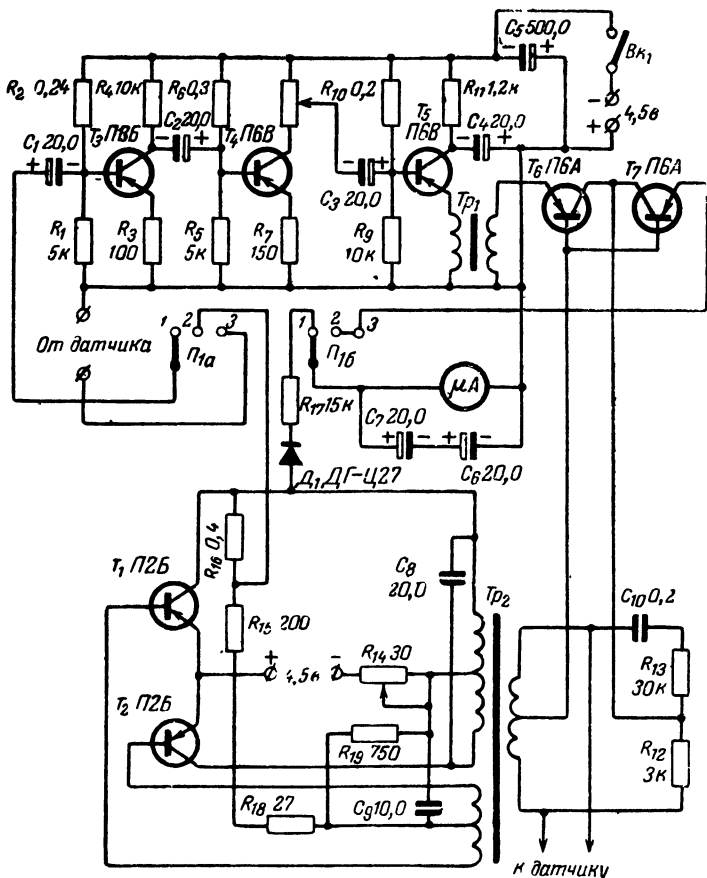 C5 500,0
R2 0,24 R4 10к R6 0,3 R10 0,2 R11 1,2к Вк1
C1 20,0 T3 П6Б C2 20,0 T4 П6В T5 П6В C4 20,0 4,5в
C3 20,0 Тр1 T6 П6А T7 П6А
R1 5к R3 100 R5 5к R7 150 R9 10к
От датчика 1 2 3 П1а 1 2 3 П1б
R17 15к μА
C7 20,0
C6 20,0
Д1 ДГ-Ц27
R16 0,4 C8 20,0 Тр2
T1 П2Б C10 0,2
R15 200 R13 30к
4,5в R14 30
T2 П2Б R12 3к
R19 750
R18 27 C9 10,0
к датчику